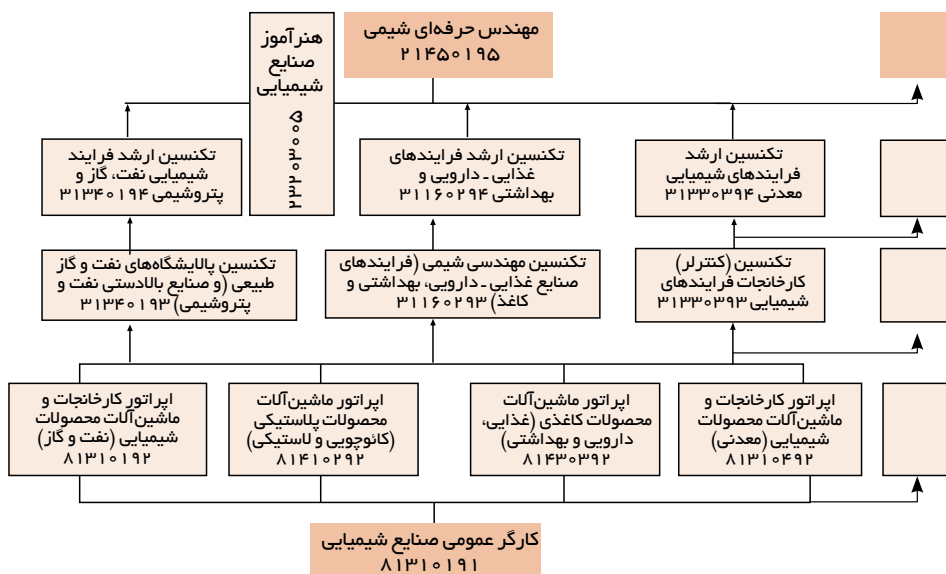 مهندس حرفه‌ای شیمی
۲۱۴۵۰۱۹۵
هنرآموز
صنایع
شیمیایی
۲۳۲۰۳۰۰۵
تکنسین ارشد
فرایندهای شیمیایی
معدنی ۳۱۳۳۰۳۹۴
تکنسین ارشد فرایندهای
غذایی ـ دارویی و
بهداشتی ۳۱۱۶۰۲۹۴
تکنسین ارشد فرایند
شیمیایی نفت، گاز و
پتروشیمی ۳۱۳۴۰۱۹۴
تکنسین (کنترلر)
کارخانجات فرایندهای
شیمیایی ۳۱۳۳۰۳۹۳
تکنسین مهندسی شیمی (فرایندهای
صنایع غذایی ـ دارویی، بهداشتی و
کاغذ) ۳۱۱۶۰۲۹۳
تکنسین پالایشگاه‌های نفت و گاز
طبیعی (و صنایع بالادستی نفت و
پتروشیمی) ۳۱۳۴۰۱۹۳
اپراتور کارخانجات و
ماشین‌آلات محصولات
شیمیایی (معدنی)
۸۱۳۱۰۴۹۲
اپراتور ماشین‌آلات
محصولات کاغذی (غذایی،
دارویی و بهداشتی)
۸۱۴۳۰۳۹۲
اپراتور ماشین‌آلات
محصولات پلاستیکی
(کائوچویی و لاستیکی)
۸۱۴۱۰۲۹۲
اپراتور کارخانجات و
ماشین‌آلات محصولات
شیمیایی (نفت و گاز)
۸۱۳۱۰۱۹۲
کارگر عمومی صنایع شیمیایی
۸۱۳۱۰۱۹۱